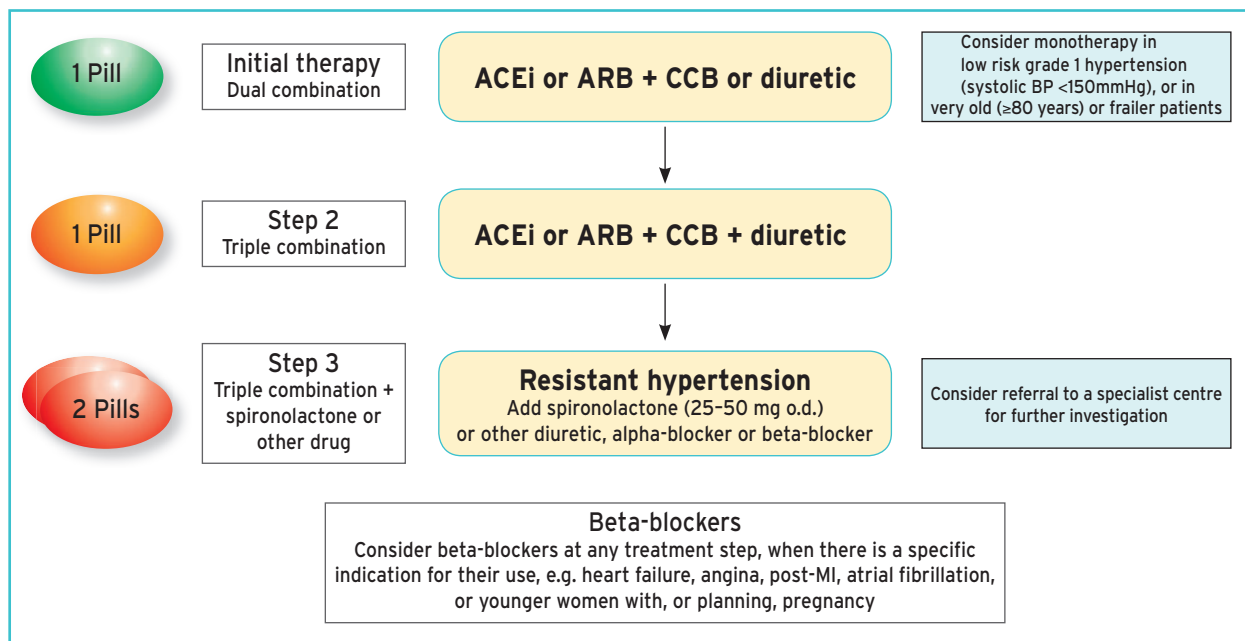 1 Pill
Initial therapy
Dual combination
ACEi or ARB + CCB or diuretic
Consider monotherapy in
low risk grade 1 hypertension
(systolic BP <150mmHg), or in
very old (≥80 years) or frailer patients
1 Pill
Step 2
Triple combination
ACEi or ARB + CCB + diuretic
2 Pills
Step 3
Triple combination +
spironolactone or
other drug
Resistant hypertension
Add spironolactone (25–50 mg o.d.)
or other diuretic, alpha-blocker or beta-blocker
Consider referral to a specialist centre
for further investigation
Beta-blockers
Consider beta-blockers at any treatment step, when there is a specific
indication for their use, e.g. heart failure, angina, post-MI, atrial fibrillation,
or younger women with, or planning, pregnancy